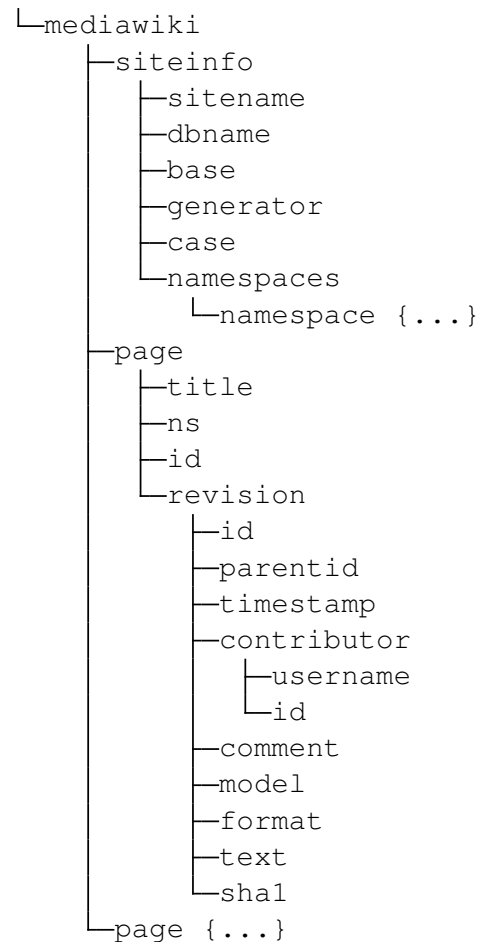 mediawiki
siteinfo
sitename
dbname
base
generator
case
namespaces
namespace {...}
page
title
ns
id
revision
id
parentid
timestamp
contributor
username
id
comment
model
format
text
sha1
page {...}